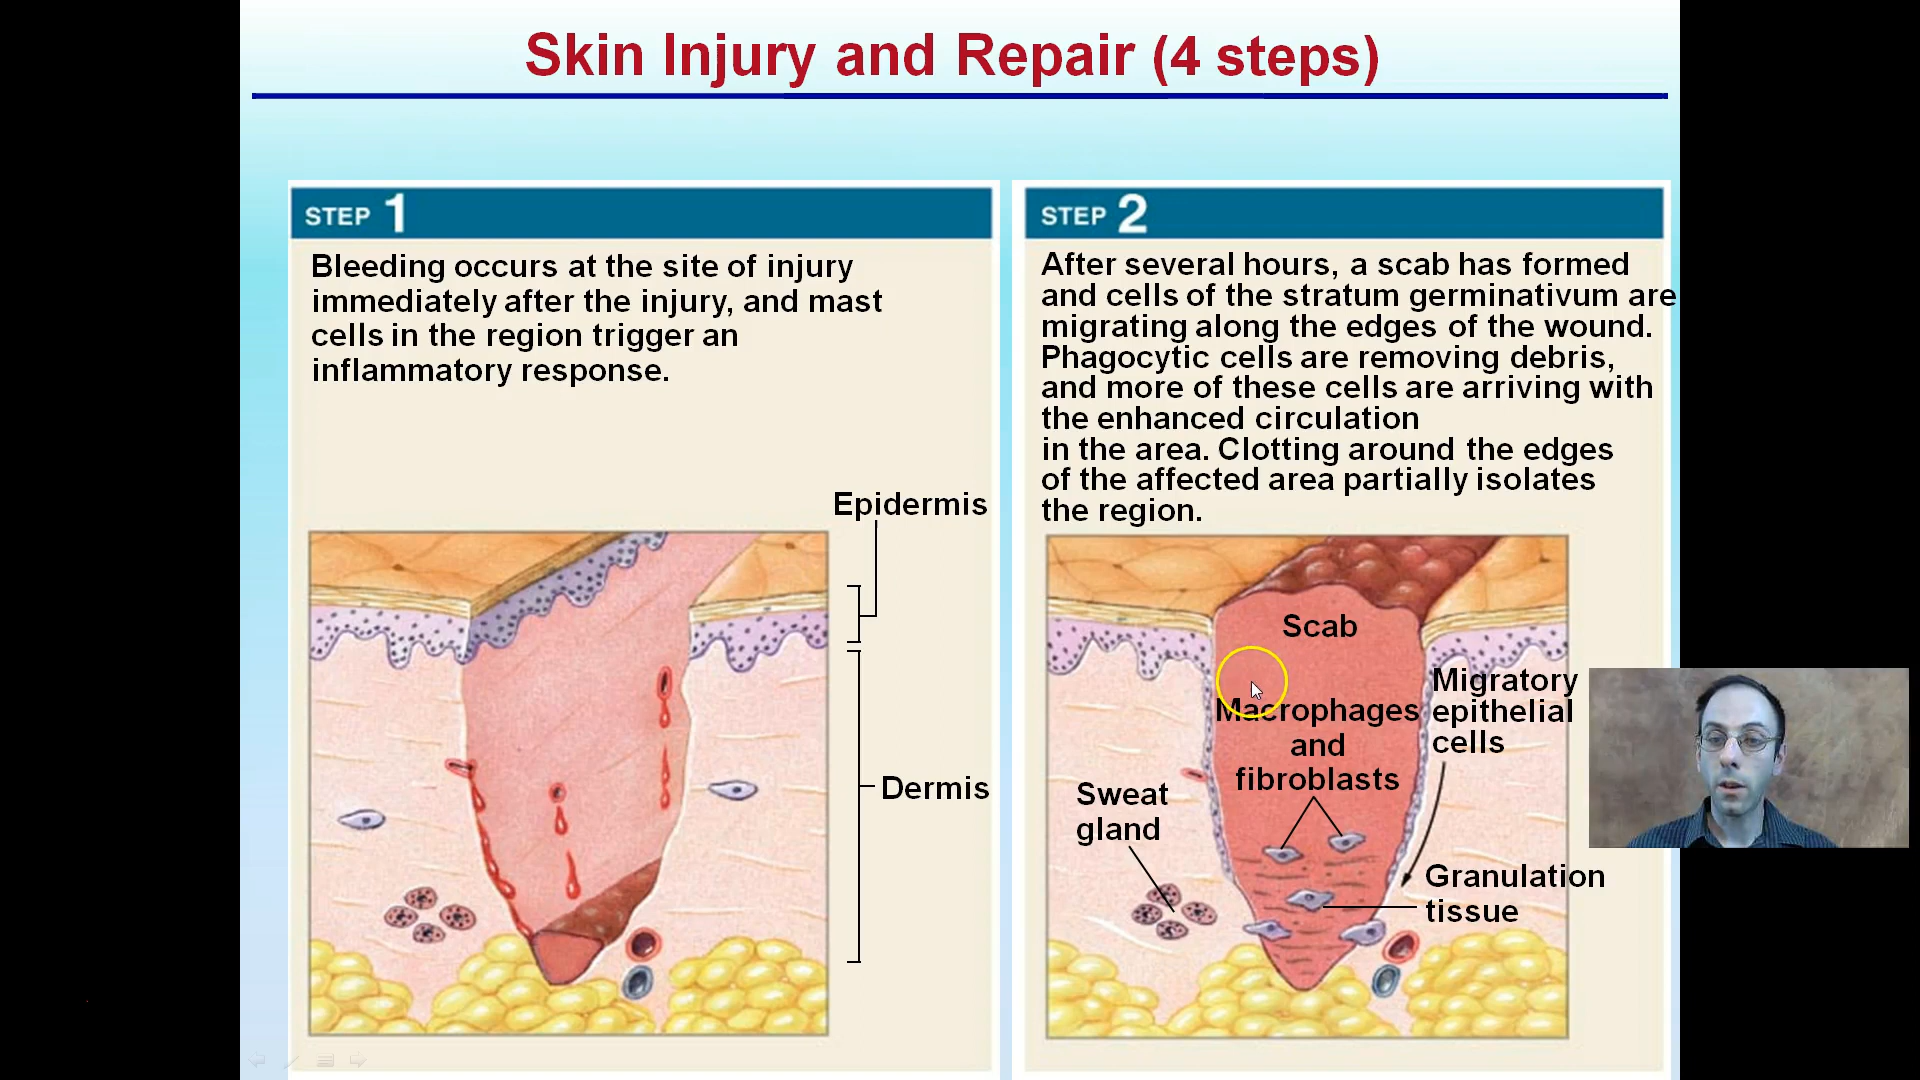 Skin Injury and Repair (4 steps)
STEP 1
Bleeding occurs at the site of injury
immediately after the injury, and mast
cells in the region trigger an
inflammatory response.
Epidermis
Dermis
STEP 2
After several hours, a scab has formed
and cells of the stratum germinativum are
migrating along the edges of the wound.
Phagocytic cells are removing debris,
and more of these cells are arriving with
the enhanced circulation
in the area. Clotting around the edges
of the affected area partially isolates
the region.
Scab
Macrophages
and
fibroblasts
Migratory
epithelial
cells
Sweat
gland
Granulation
tissue